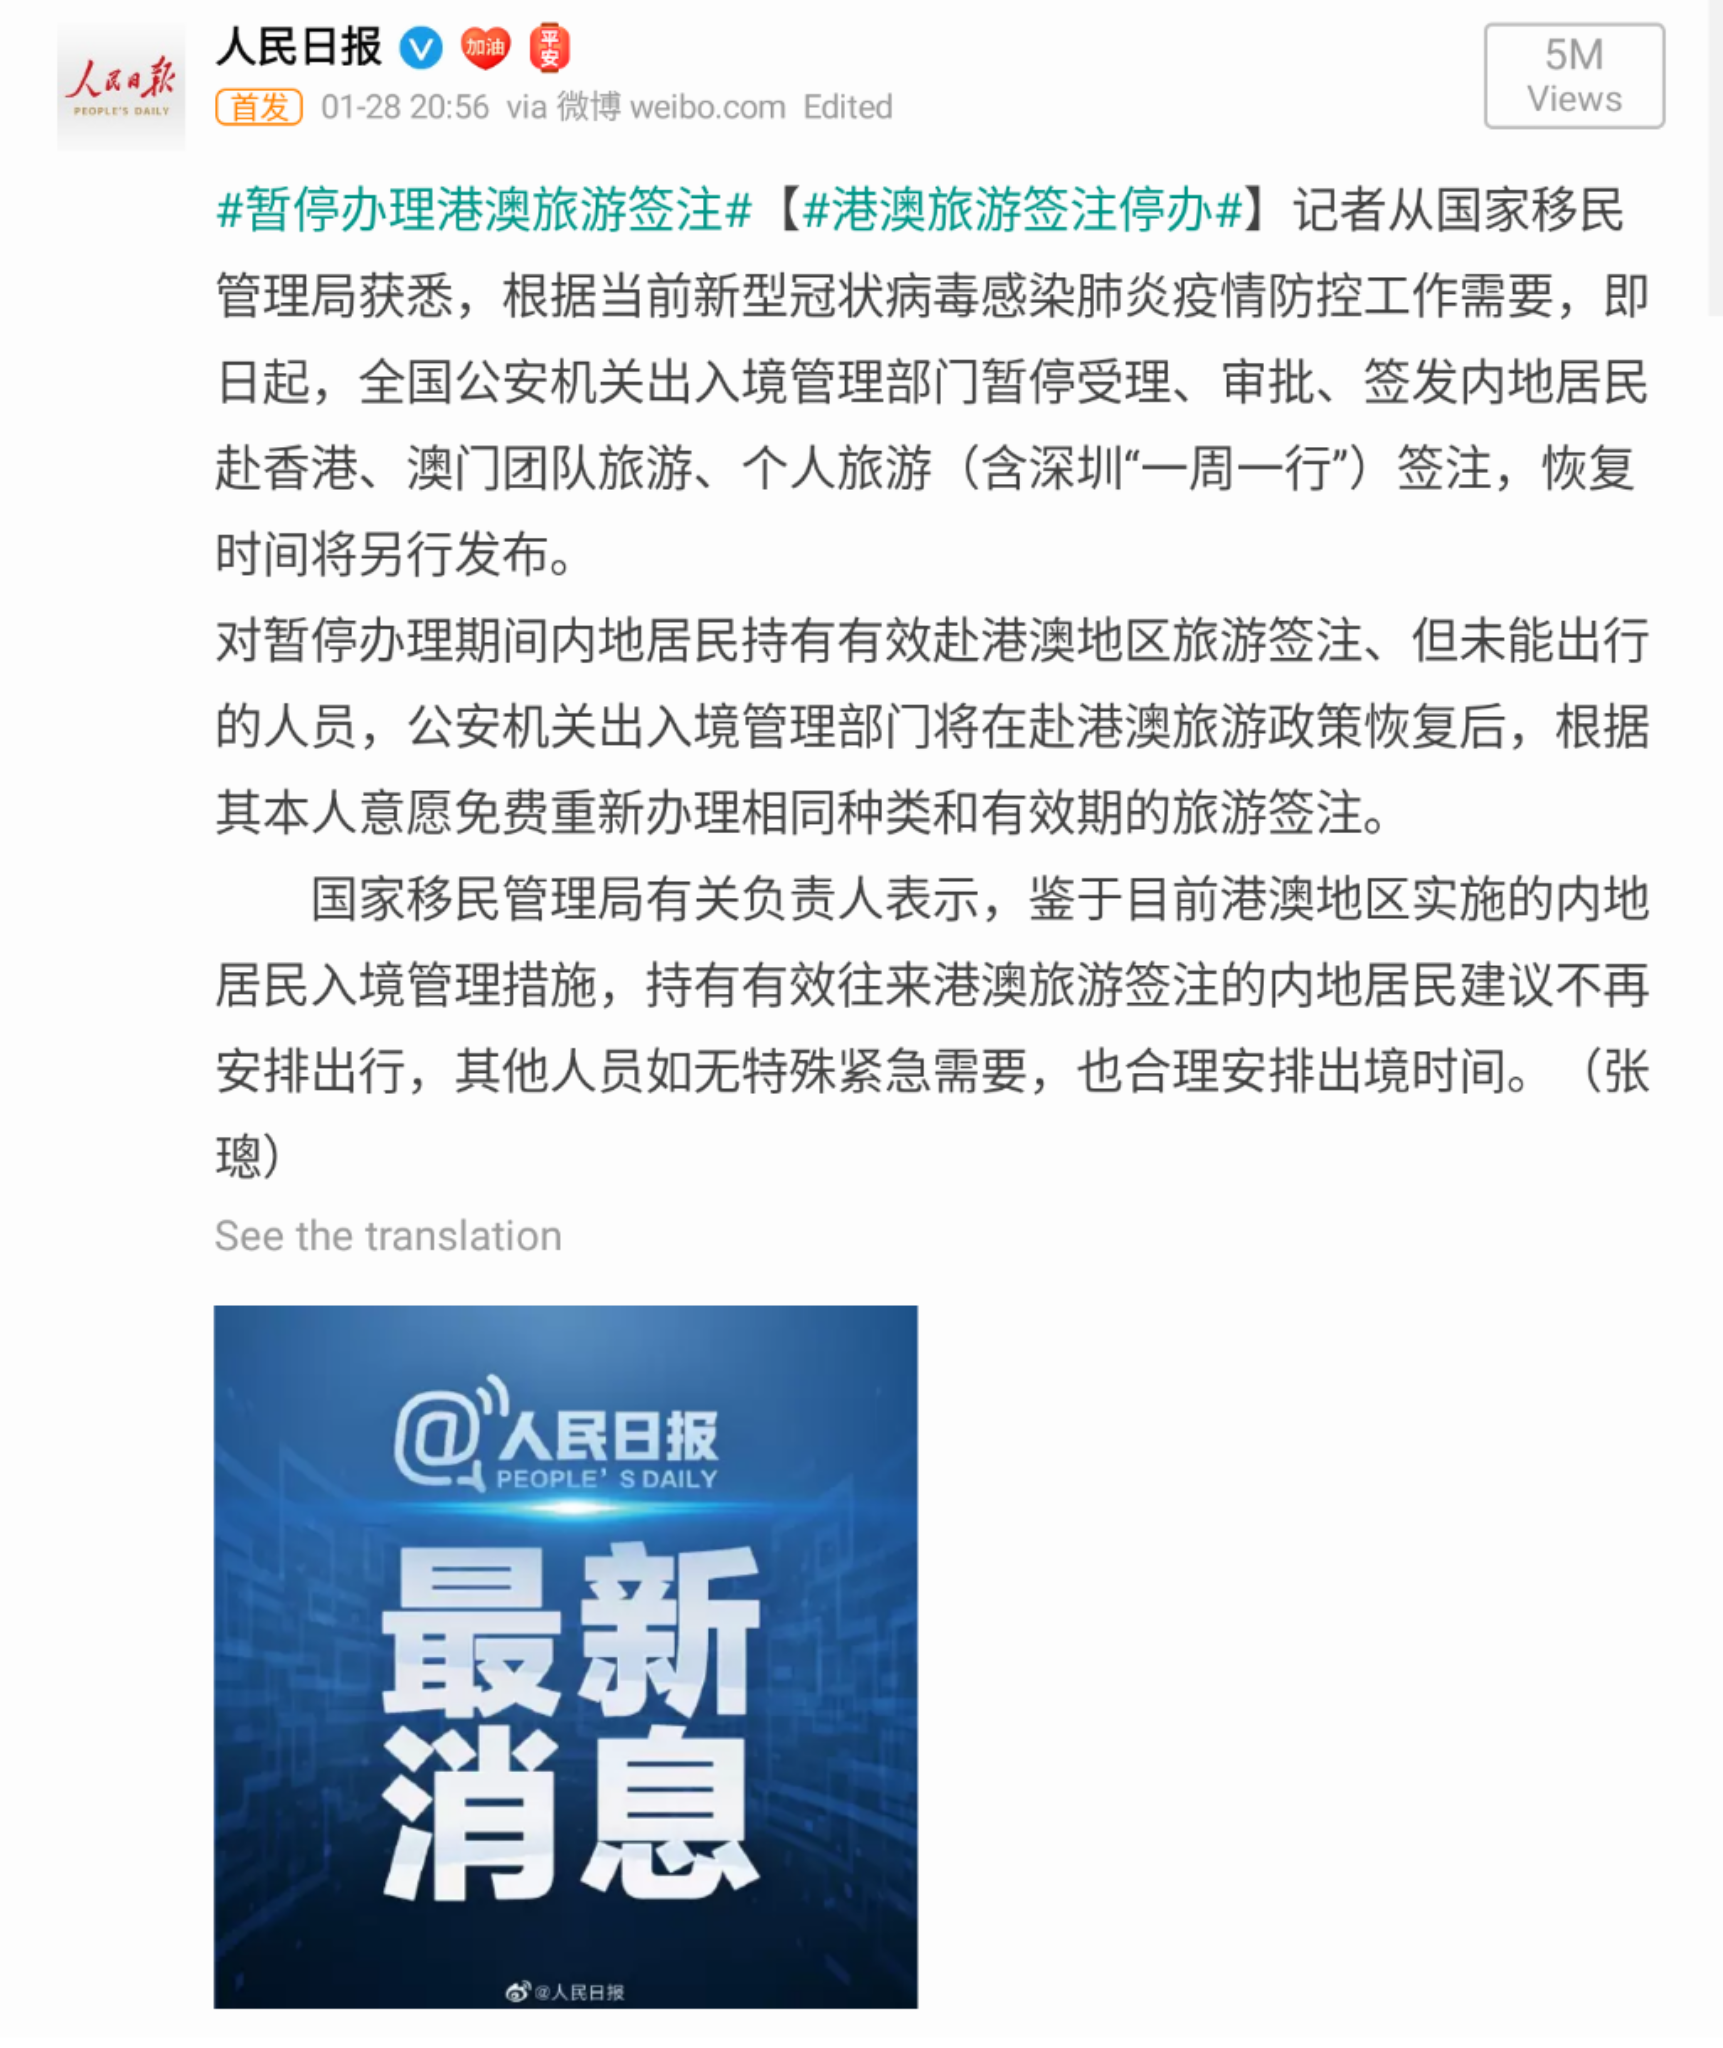 人民日报
加油
平安
人民日报
PEOPLE'S DAILY
首发 01-28 20:56 via 微博 weibo.com Edited
5M
Views
#暂停办理港澳旅游签注#【#港澳旅游签注停办#】记者从国家移民
管理局获悉，根据当前新型冠状病毒感染肺炎疫情防控工作需要，即
日起，全国公安机关出入境管理部门暂停受理、审批、签发内地居民
赴香港、澳门团队旅游、个人旅游（含深圳“一周一行”）签注，恢复
时间将另行发布。
对暂停办理期间内地居民持有有效赴港澳地区旅游签注、但未能出行
的人员，公安机关出入境管理部门将在赴港澳旅游政策恢复后，根据
其本人意愿免费重新办理相同种类和有效期的旅游签注。
国家移民管理局有关负责人表示，鉴于目前港澳地区实施的内地
居民入境管理措施，持有有效往来港澳旅游签注的内地居民建议不再
安排出行，其他人员如无特殊紧急需要，也合理安排出境时间。（张
璁）
See the translation
@人民日报
PEOPLE'S DAILY
最新
消息
@人民日报